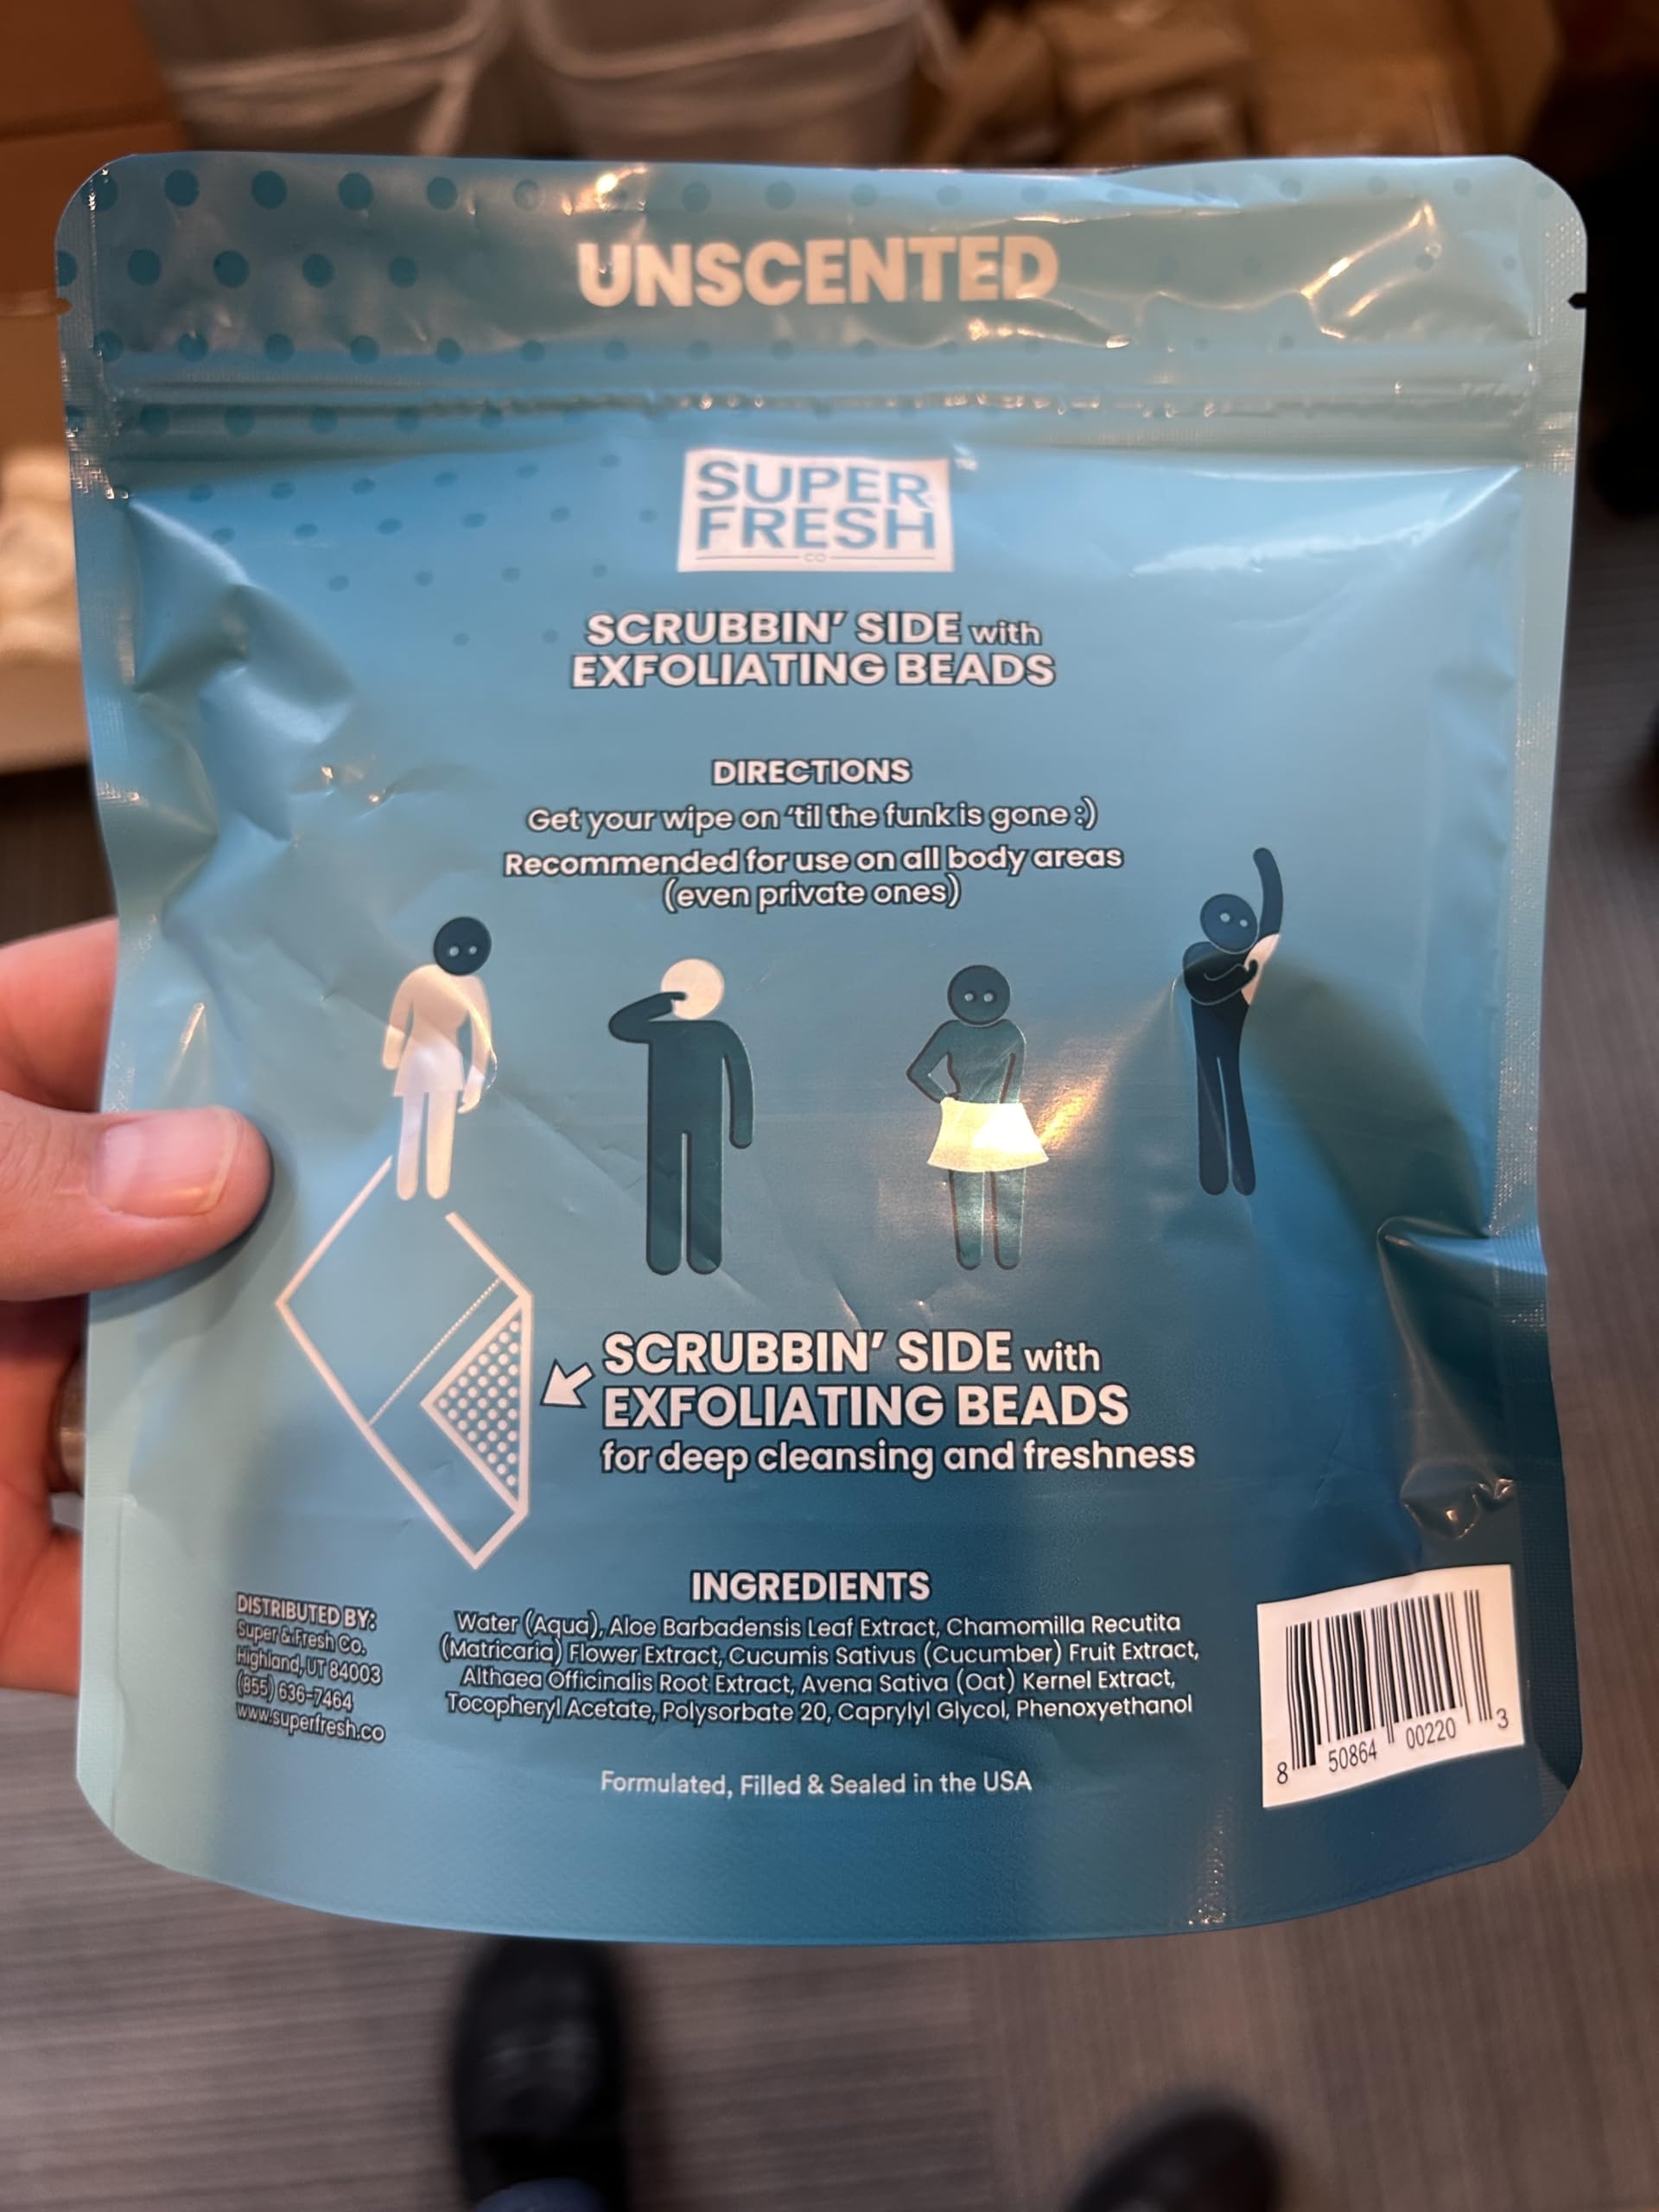 UNSCENTED
SUPER
FRESH
CO
™
SCRUBBIN’ SIDE with
EXFOLIATING BEADS
DIRECTIONS
Get your wipe on ‘til the funk is gone :)
Recommended for use on all body areas
(even private ones)
SCRUBBIN’ SIDE with
EXFOLIATING BEADS
for deep cleansing and freshness
DISTRIBUTED BY:
Super & Fresh Co.
Highland, UT 84003
(855) 636-7464
www.superfresh.co
INGREDIENTS
Water (Aqua), Aloe Barbadensis Leaf Extract, Chamomilla Recutita
(Matricaria) Flower Extract, Cucumis Sativus (Cucumber) Fruit Extract,
Althaea Officinalis Root Extract, Avena Sativa (Oat) Kernel Extract,
Tocopheryl Acetate, Polysorbate 20, Caprylyl Glycol, Phenoxyethanol
Formulated, Filled & Sealed in the USA
8 50864 00220 3